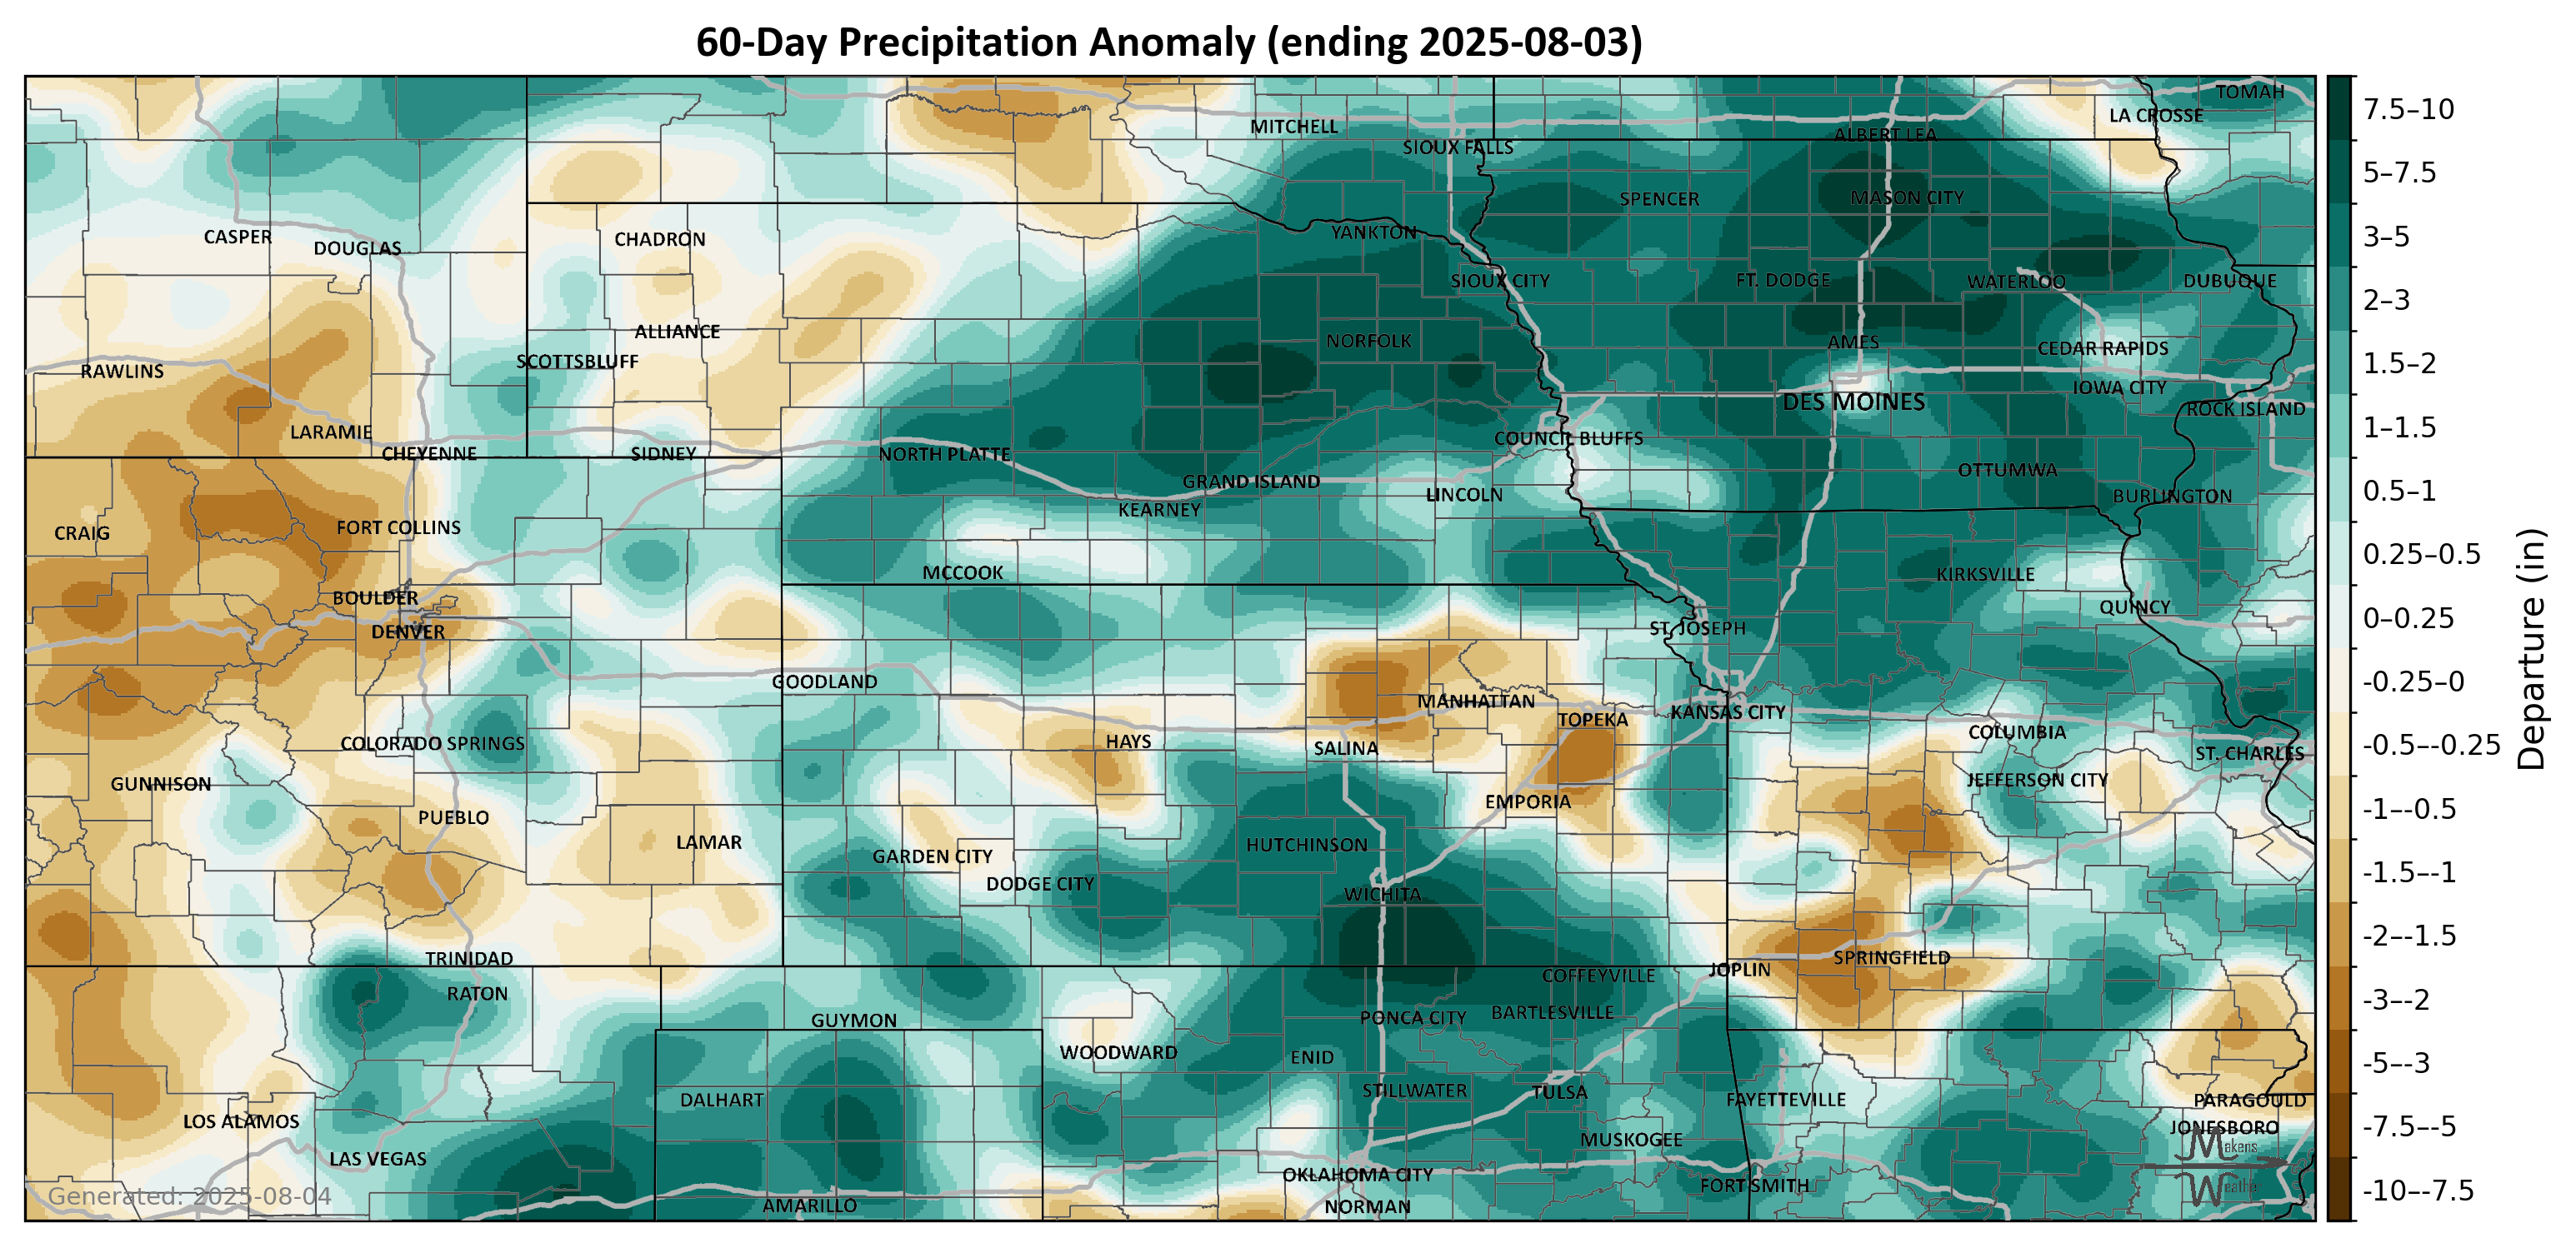 60-Day Precipitation Anomaly (ending 2025-08-03)
TOMAH
LA CROSSE
MITCHELL
ALBERT LEA
SIOUX FALLS
SPENCER
MASON CITY
CASPER
DOUGLAS
CHADRON
YANKTON
SIOUX CITY
FT. DODGE
WATERLOO
DUBUQUE
ALLIANCE
NORFOLK
AMES
CEDAR RAPIDS
SCOTTSBLUFF
RAWLINS
IOWA CITY
DES MOINES
ROCK ISLAND
LARAMIE
CHEYENNE
SIDNEY
NORTH PLATTE
COUNCIL BLUFFS
OTTUMWA
GRAND ISLAND
LINCOLN
BURLINGTON
KEARNEY
CRAIG
FORT COLLINS
MCCOOK
KIRKSVILLE
BOULDER
QUINCY
DENVER
ST. JOSEPH
GOODLAND
MANHATTAN
TOPEKA
KANSAS CITY
COLUMBIA
COLORADO SPRINGS
HAYS
SALINA
ST. CHARLES
GUNNISON
JEFFERSON CITY
EMPORIA
PUEBLO
LAMAR
HUTCHINSON
GARDEN CITY
DODGE CITY
WICHITA
TRINIDAD
SPRINGFIELD
JOPLIN
COFFEYVILLE
RATON
BARTLESVILLE
GUYMON
PONCA CITY
WOODWARD
ENID
STILLWATER
TULSA
DALHART
FAYETTEVILLE
PARAGOULD
LOS ALAMOS
JONESBORO
MUSKOGEE
LAS VEGAS
OKLAHOMA CITY
FORT SMITH
AMARILLO
NORMAN
Generated: 2025-08-04
Makens
Weathe
7.5–10
5–7.5
3–5
2–3
1.5–2
1–1.5
0.5–1
0.25–0.5
0–0.25
-0.25–0
-0.5–-0.25
-1–-0.5
-1.5–-1
-2–-1.5
-3–-2
-5–-3
-7.5–-5
-10–-7.5
Departure (in)